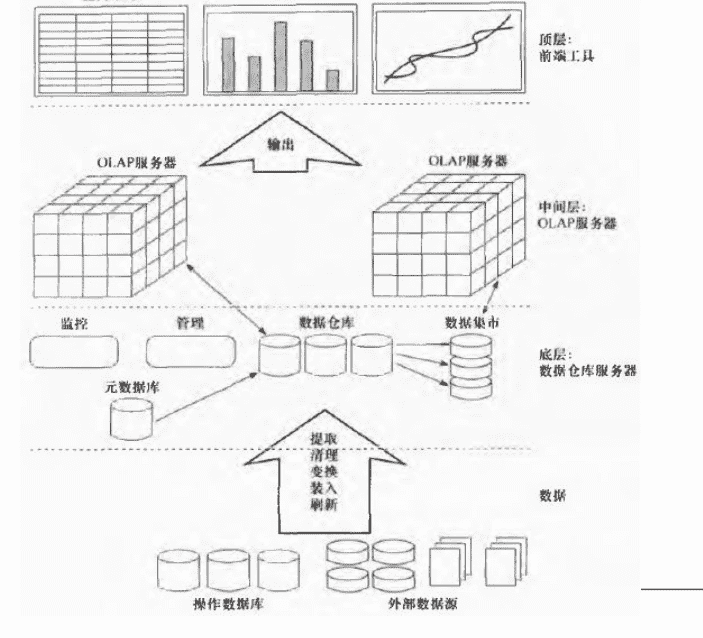 顶层：
前端工具
输出
OLAP服务器
OLAP服务器
中间层：
OLAP服务器
监控
管理
数据仓库
数据集市
底层：
数据仓库服务器
元数据库
提取
清理
变换
装入
刷新
数据
操作数据库
外部数据源